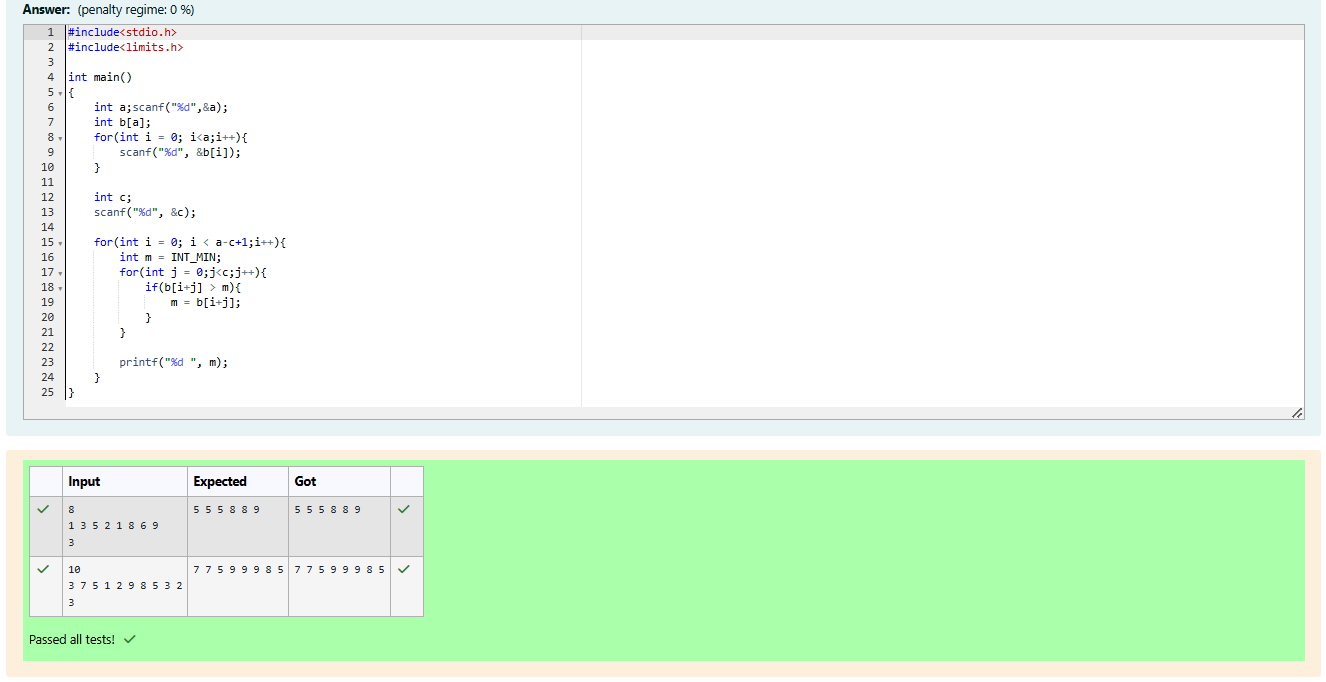 Answer: (penalty regime: 0 %)
1 #include<stdio.h>
2 #include<limits.h>
3
4 int main()
5 {
6     int a;scanf("%d",&a);
7     int b[a];
8     for(int i = 0; i<a;i++){
9         scanf("%d", &b[i]);
10     }
11
12     int c;
13     scanf("%d", &c);
14
15     for(int i = 0; i < a-c+1;i++){
16         int m = INT_MIN;
17         for(int j = 0;j<c;j++){
18             if(b[i+j] > m){
19                 m = b[i+j];
20             }
21         }
22
23         printf("%d ", m);
24     }
25 }
Input Expected Got
8 5 5 5 8 8 9 5 5 5 8 8 9
1 3 5 2 1 8 6 9
3
10 7 7 5 9 9 9 8 5 7 7 5 9 9 9 8 5
3 7 5 1 2 9 8 5 3 2
3
Passed all tests!